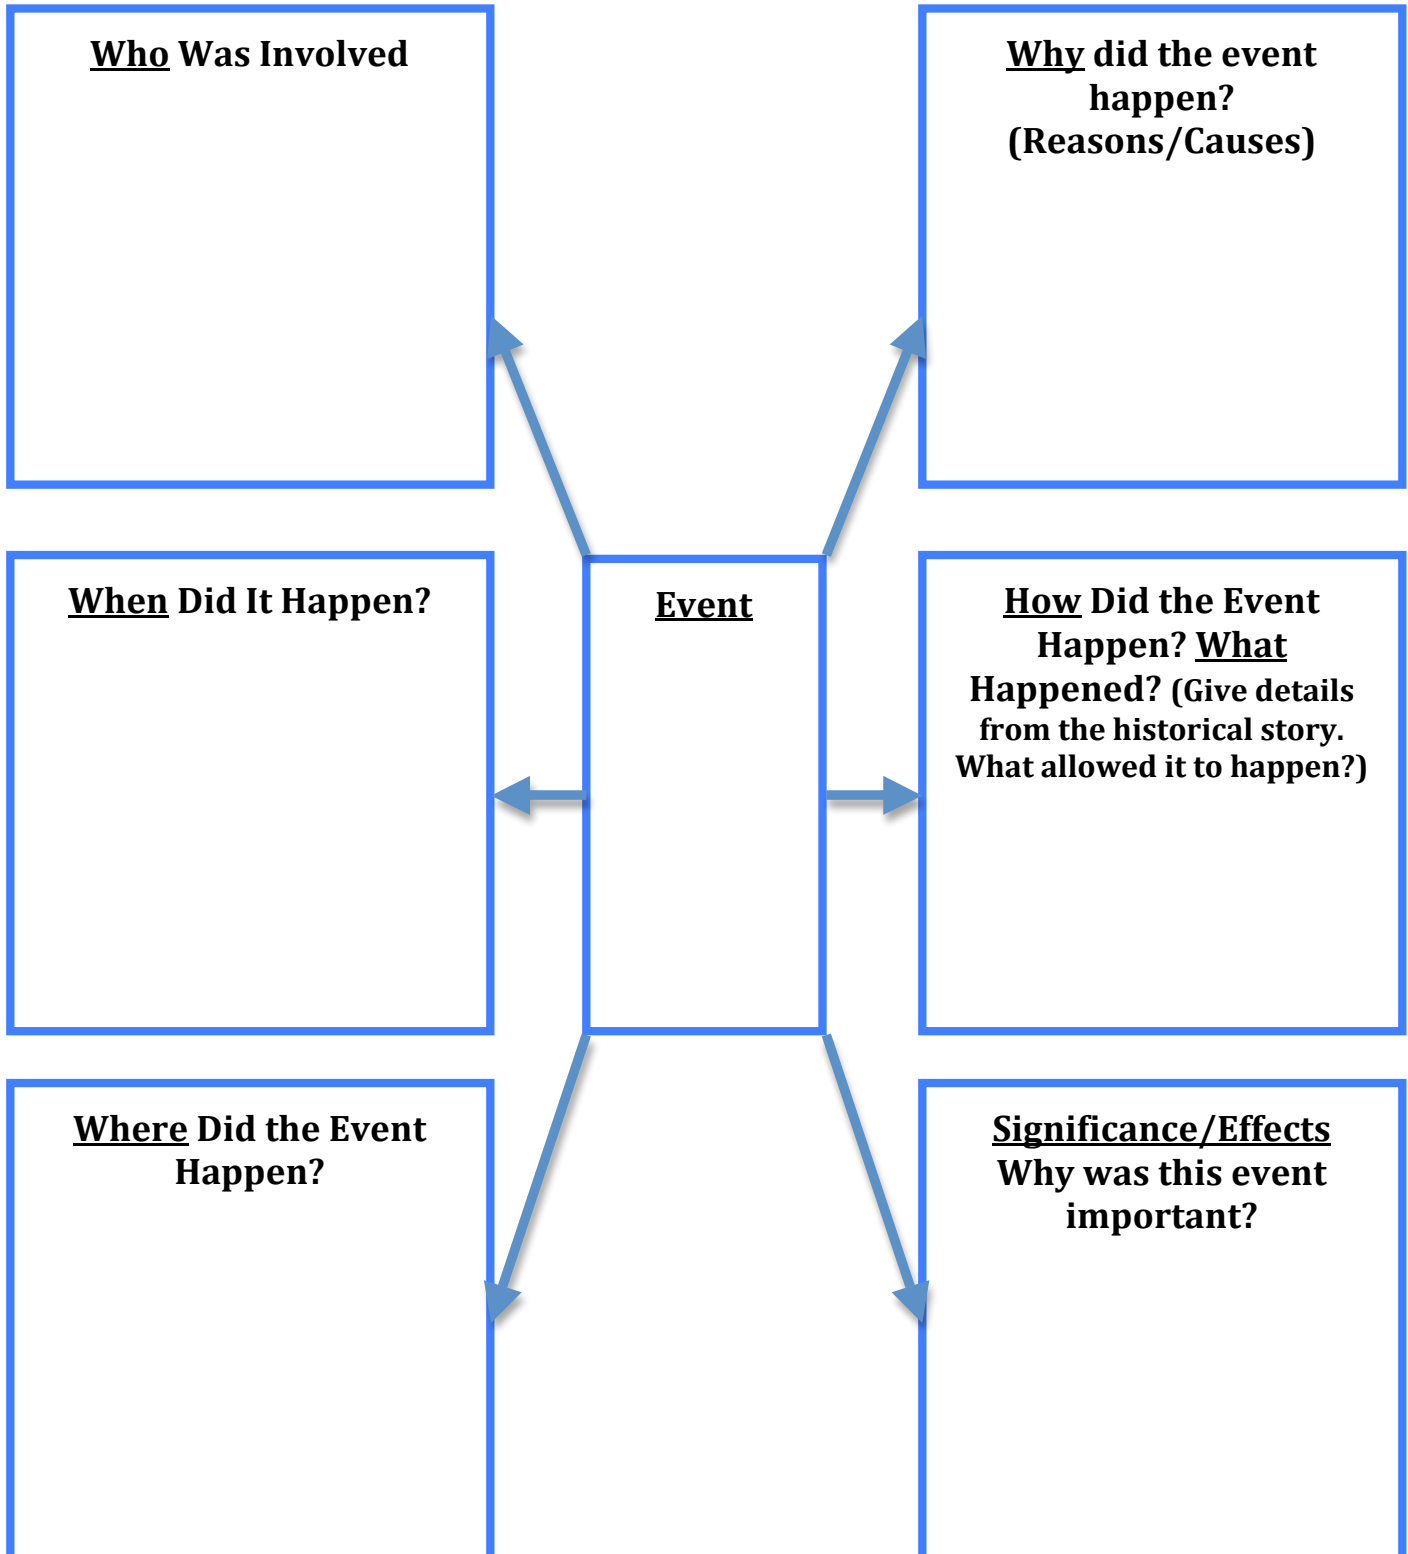 Who Was Involved
Why did the event
happen?
(Reasons/Causes)
When Did It Happen?
Event
How Did the Event
Happen? What
Happened? (Give details
from the historical story.
What allowed it to happen?)
Where Did the Event
Happen?
Significance/Effects
Why was this event
important?